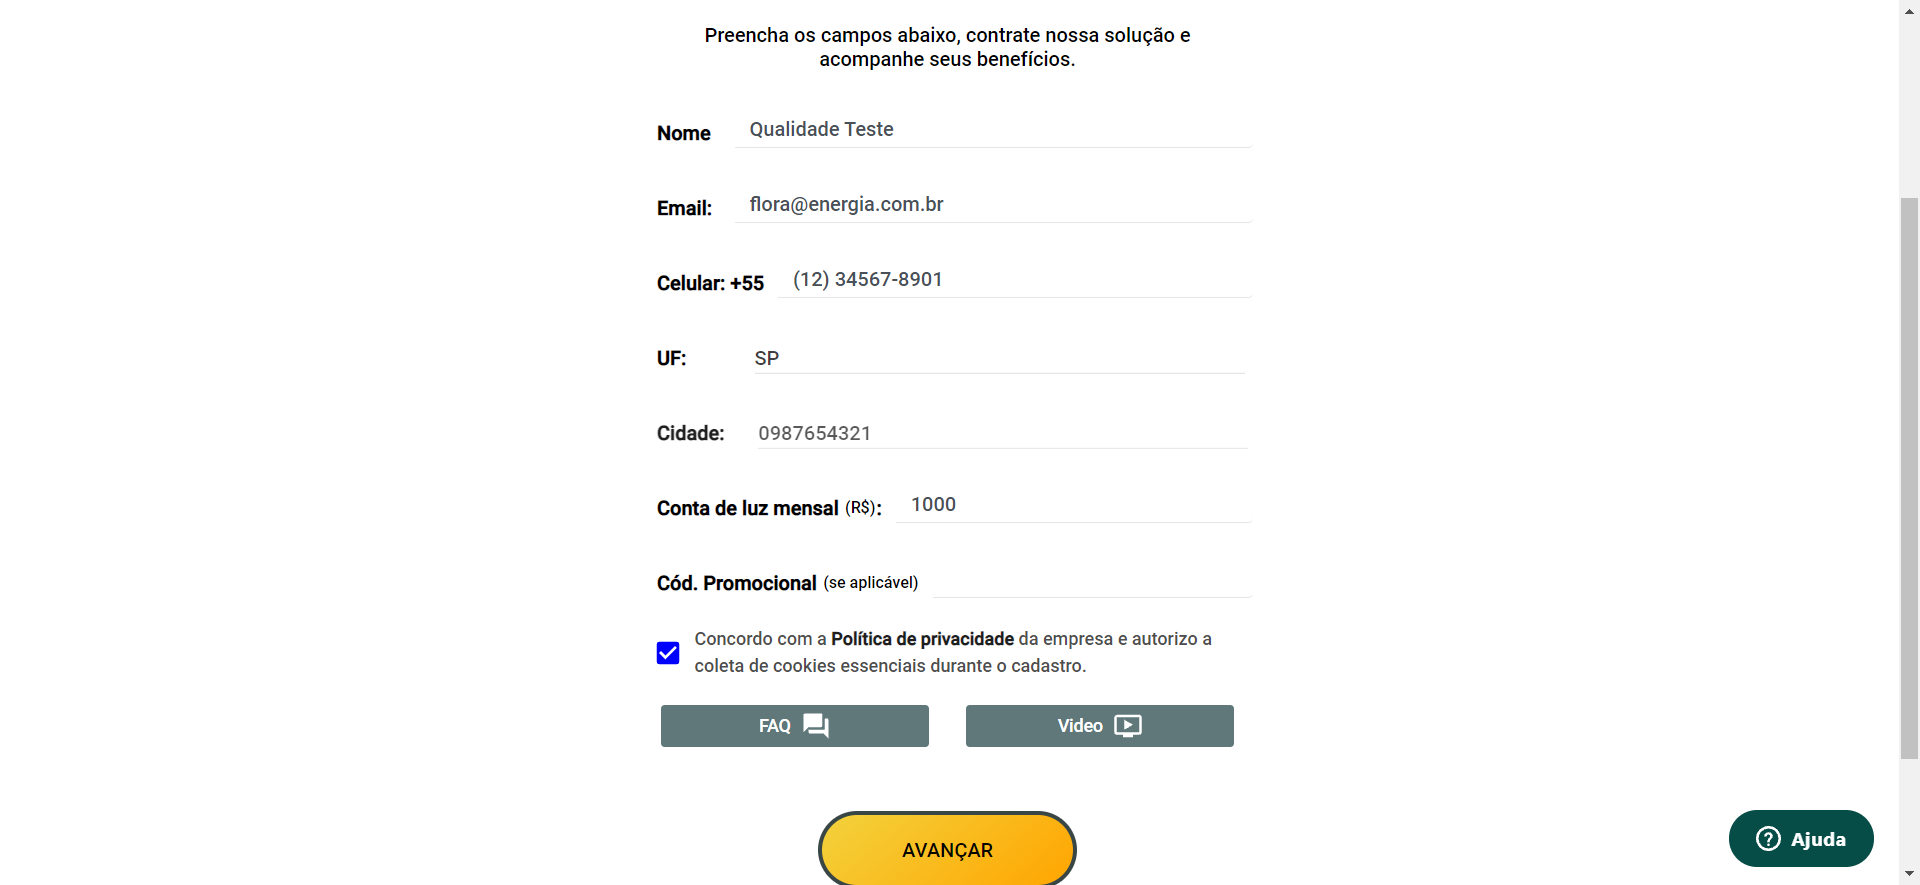 Preencha os campos abaixo, contrate nossa solução e
acompanhe seus benefícios.
Nome Qualidade Teste
Email: flora@energia.com.br
Celular: +55 (12) 34567-8901
UF: SP
Cidade: 0987654321
Conta de luz mensal (R$): 1000
Cód. Promocional (se aplicável)
Concordo com a Política de privacidade da empresa e autorizo a
coleta de cookies essenciais durante o cadastro.
FAQ Video
AVANÇAR
Ajuda